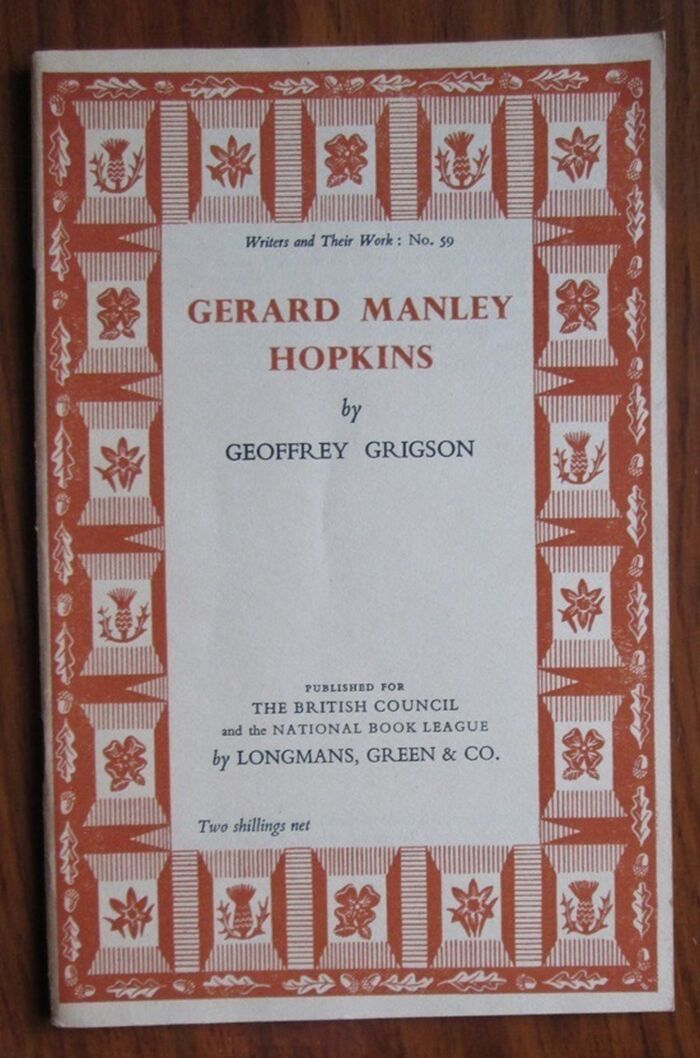 Writers and Their Work : No. 59
GERARD MANLEY
HOPKINS
by
GEOFFREY GRIGSON
PUBLISHED FOR
THE BRITISH COUNCIL
and the NATIONAL BOOK LEAGUE
by LONGMANS, GREEN & CO.
Two shillings net